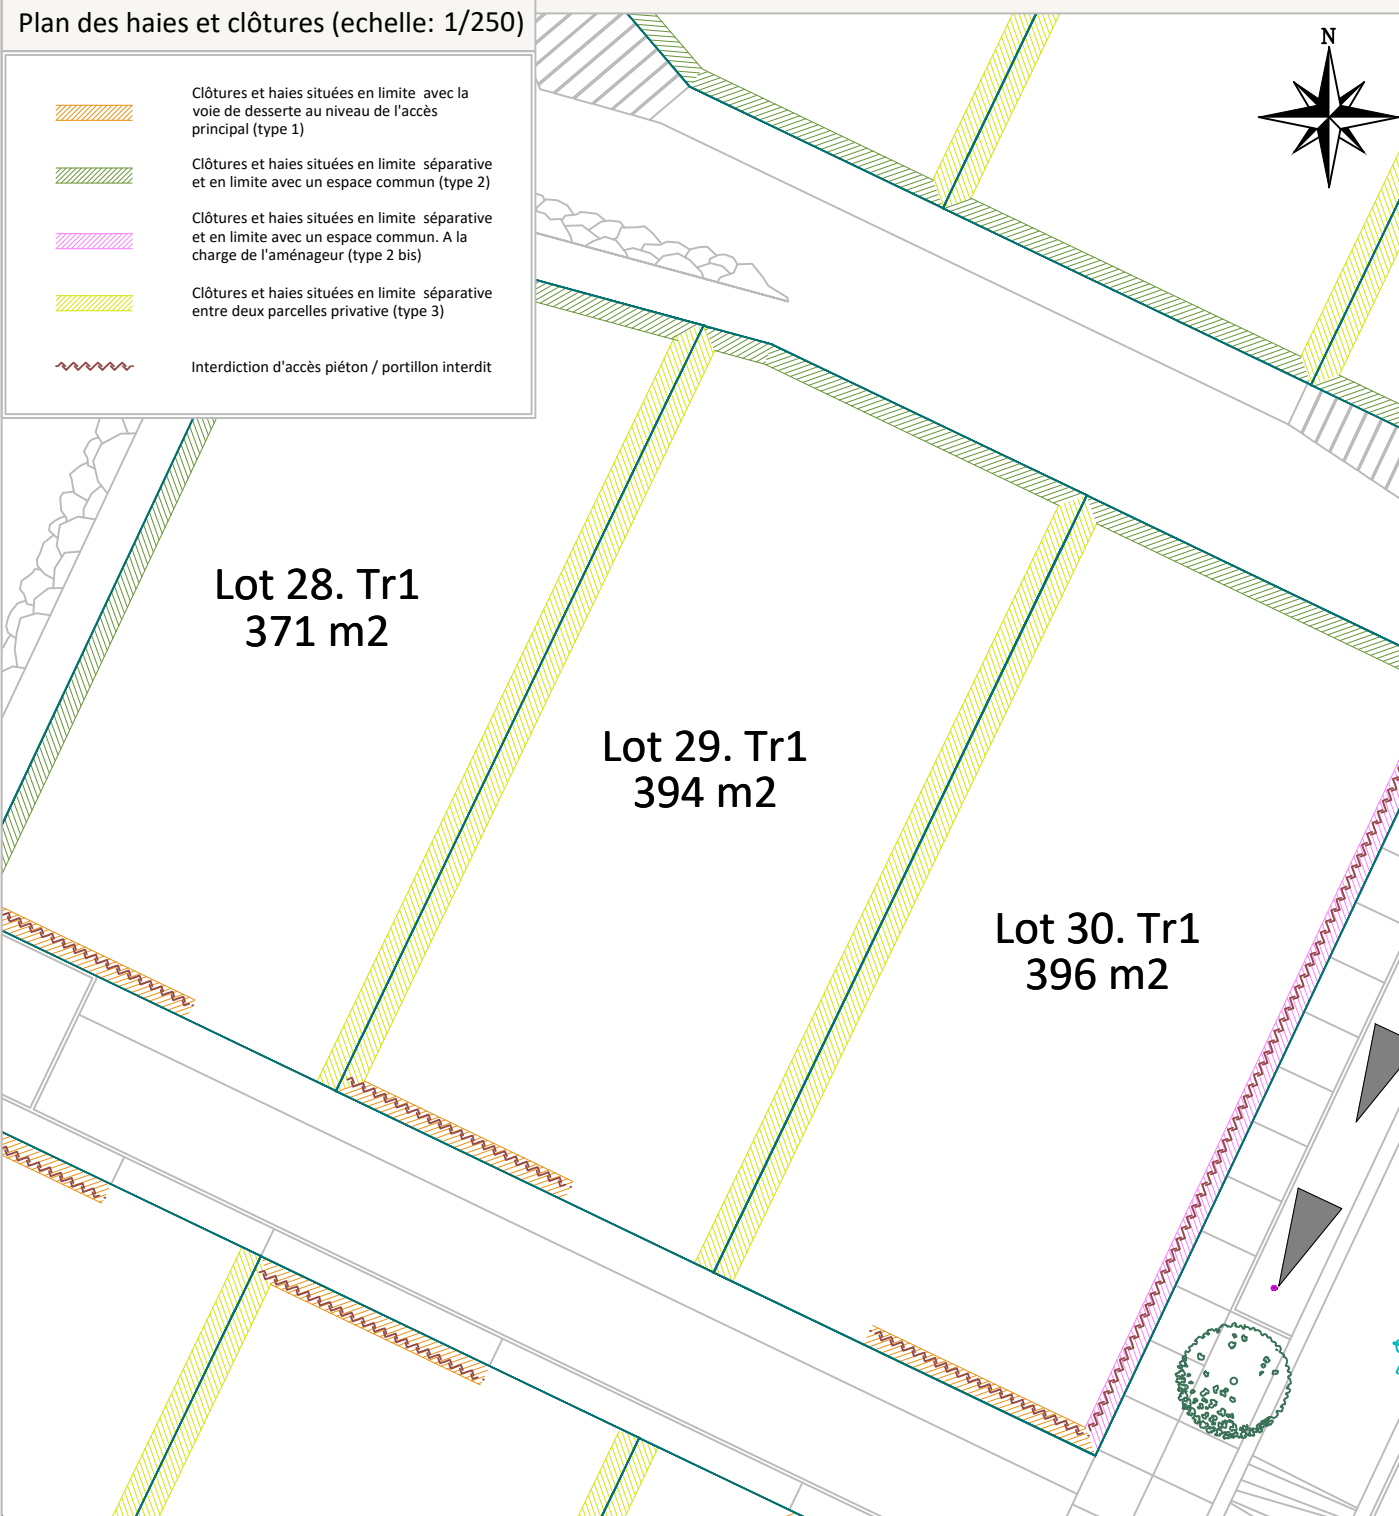 Plan des haies et clôtures (echelle: 1/250)
N
Clôtures et haies situées en limite avec la
voie de desserte au niveau de l'accès
principal (type 1)
Clôtures et haies situées en limite séparative
et en limite avec un espace commun (type 2)
Clôtures et haies situées en limite séparative
et en limite avec un espace commun. A la
charge de l'aménageur (type 2 bis)
Clôtures et haies situées en limite séparative
entre deux parcelles privative (type 3)
Interdiction d'accès piéton / portillon interdit
Lot 28. Tr1
371 m2
Lot 29. Tr1
394 m2
Lot 30. Tr1
396 m2